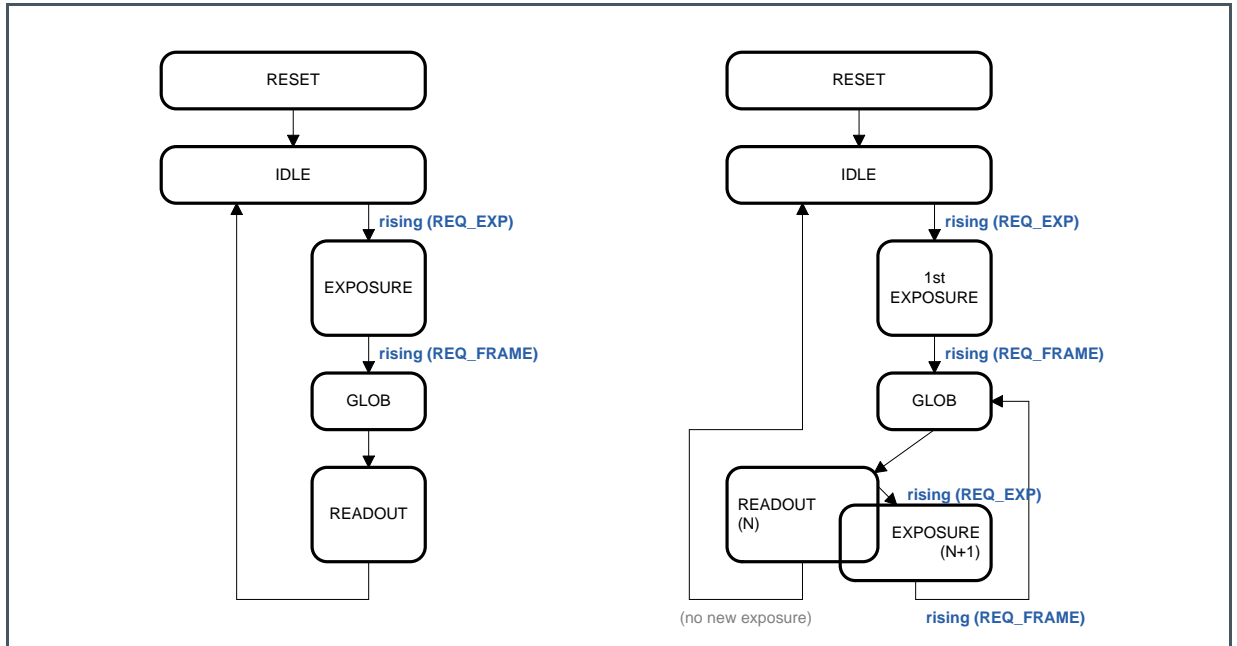 RESET
IDLE
rising (REQ_EXP)
EXPOSURE
rising (REQ_FRAME)
GLOB
READOUT
RESET
IDLE
rising (REQ_EXP)
1st
EXPOSURE
rising (REQ_FRAME)
GLOB
READOUT
(N)
rising (REQ_EXP)
EXPOSURE
(N+1)
(no new exposure)
rising (REQ_FRAME)